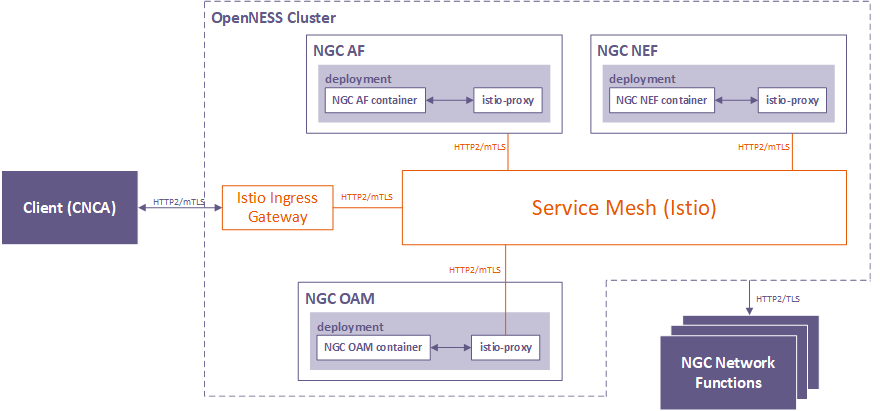 OpenNESS Cluster
NGC AF
deployment
NGC AF container
istio-proxy
NGC NEF
deployment
NGC NEF container
istio-proxy
HTTP2/mTLS
HTTP2/mTLS
Client (CNCA)
HTTP2/mTLS
Istio Ingress
Gateway
HTTP2/mTLS
Service Mesh (Istio)
HTTP2/mTLS
NGC OAM
deployment
NGC OAM container
istio-proxy
HTTP2/TLS
NGC Network
Functions